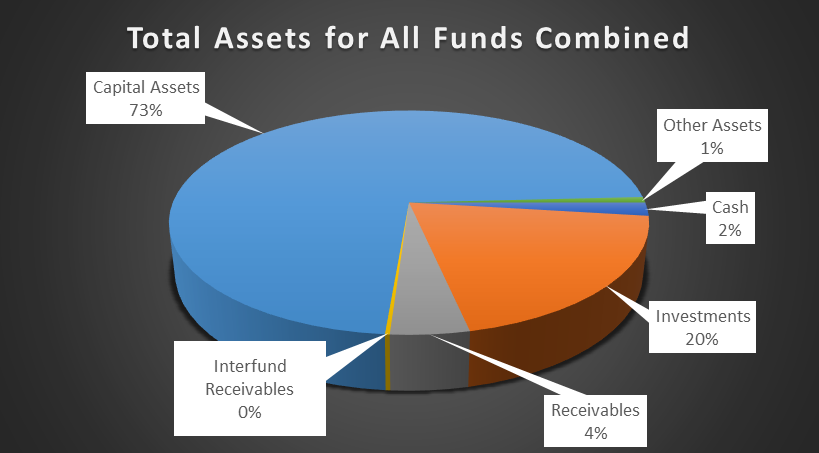 Total Assets for All Funds Combined
Capital Assets
73%
Other Assets
1%
Cash
2%
Investments
20%
Interfund
Receivables
0%
Receivables
4%